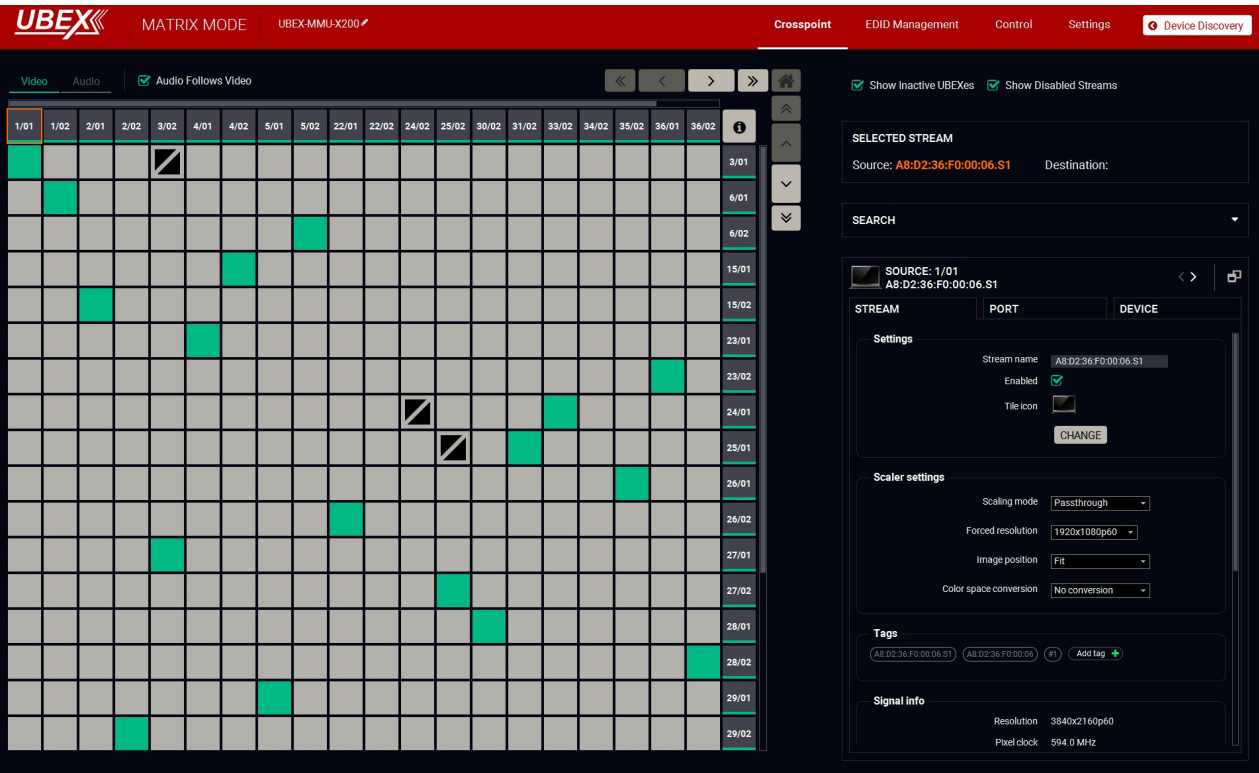 UBEX MATRIX MODE UBEX-MMU-X200 Crosspoint EDID Management Control Settings Device Discovery
Video Audio Audio Follows Video
1/01 1/02 2/01 2/02 3/02 4/01 4/02 5/01 5/02 22/01 22/02 24/02 25/02 30/02 31/02 33/02 34/02 35/02 36/01 36/02
3/01
6/01
6/02
15/01
15/02
23/01
23/02
24/01
25/01
26/01
26/02
27/01
27/02
28/01
28/02
29/01
29/02
Show Inactive UBEXes Show Disabled Streams
SELECTED STREAM
Source: A8:D2:36:F0:00:06.S1 Destination:
SEARCH
SOURCE: 1/01
A8:D2:36:F0:00:06.S1
STREAM PORT DEVICE
Settings
Stream name A8:D2:36:F0:00:06.S1
Enabled
Tile icon
CHANGE
Scaler settings
Scaling mode Passthrough
Forced resolution 1920x1080p60
Image position Fit
Color space conversion No conversion
Tags
A8:D2:36:F0:00:06.S1 A8:D2:36:F0:00:06 #1 Add tag
Signal info
Resolution 3840x2160p60
Pixel clock 594.0 MHz